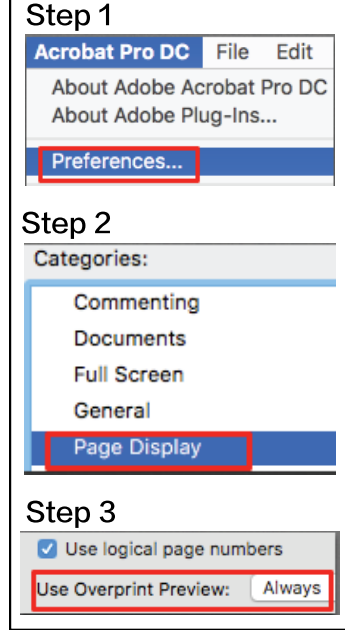 Step 1
Acrobat Pro DC File Edit
About Adobe Acrobat Pro DC
About Adobe Plug-Ins...
Preferences...
Step 2
Categories:
Commenting
Documents
Full Screen
General
Page Display
Step 3
Use logical page numbers
Use Overprint Preview: Always